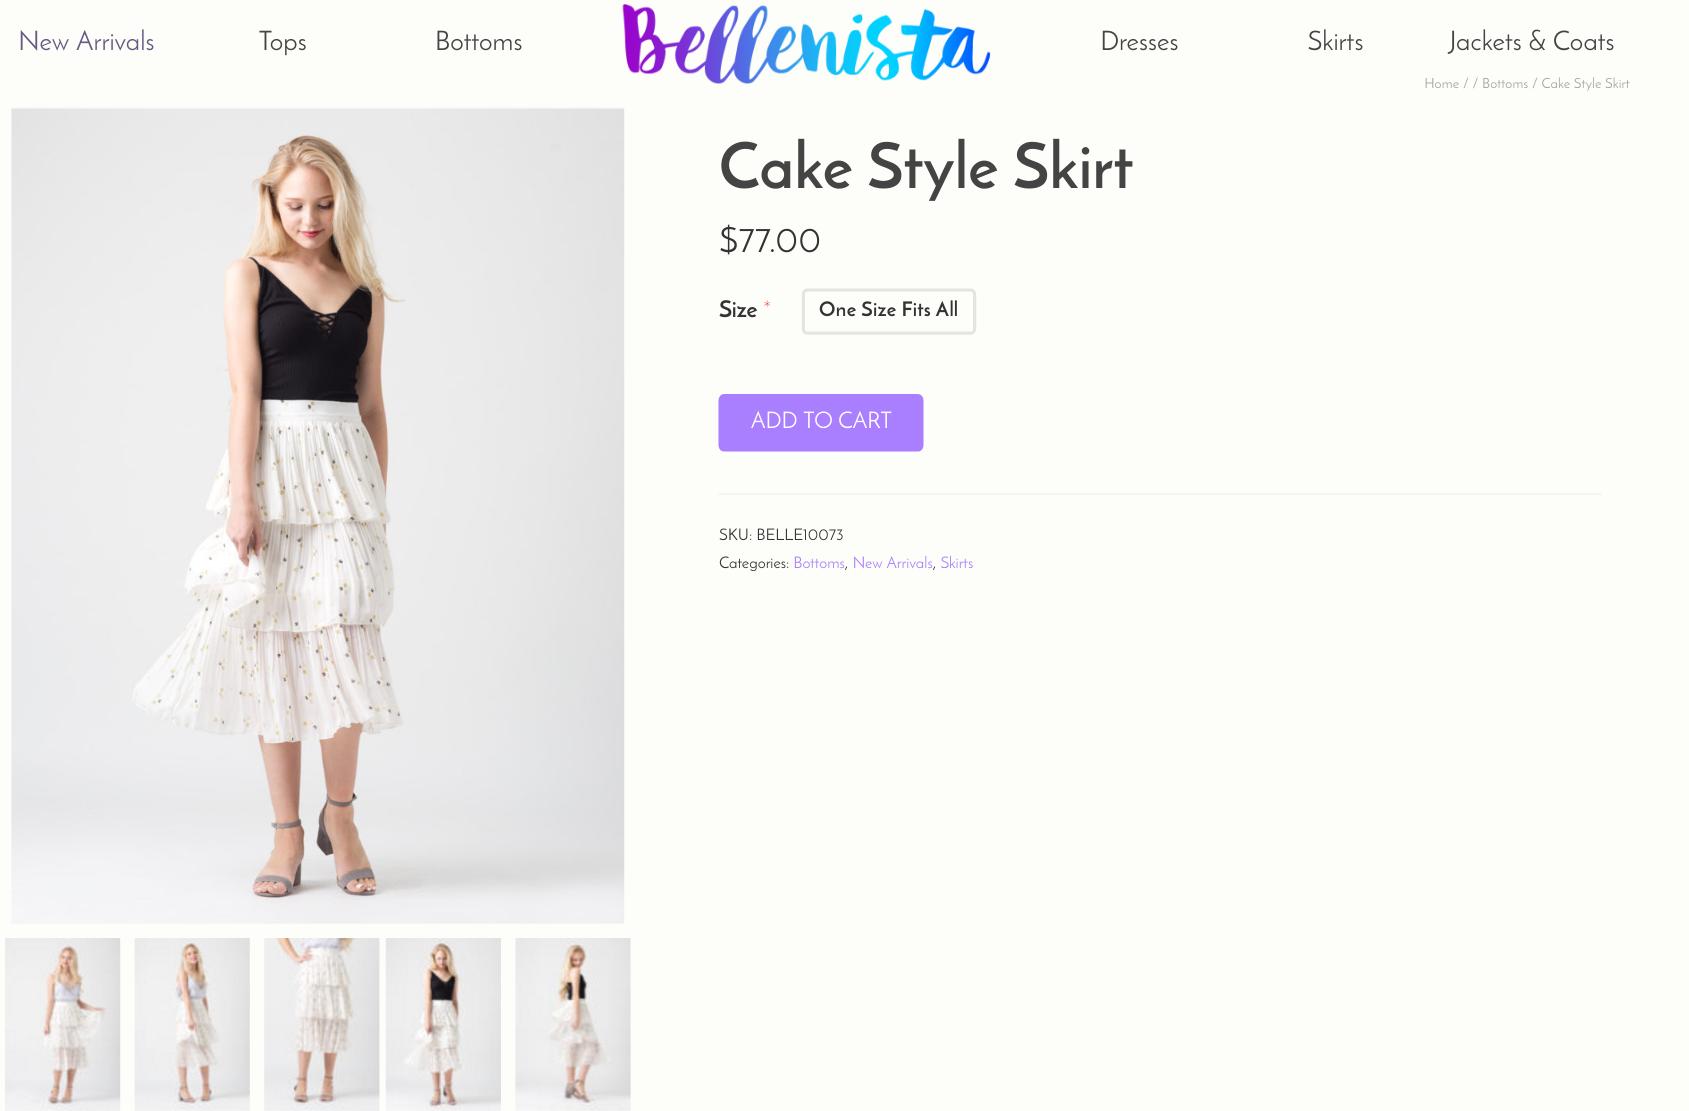 New Arrivals
Tops
Bottoms
Bellenista
Dresses
Skirts
Jackets & Coats
Home / / Bottoms / Cake Style Skirt
Cake Style Skirt
$77.00
Size *
One Size Fits All
ADD TO CART
SKU: BELLE10073
Categories: Bottoms, New Arrivals, Skirts